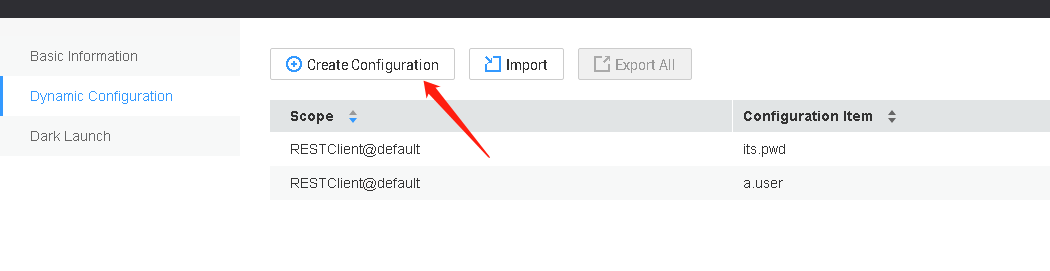 Basic Information
Dynamic Configuration
Dark Launch
Create Configuration Import Export All
Scope Configuration Item
RESTClient@default its.pwd
RESTClient@default a.user